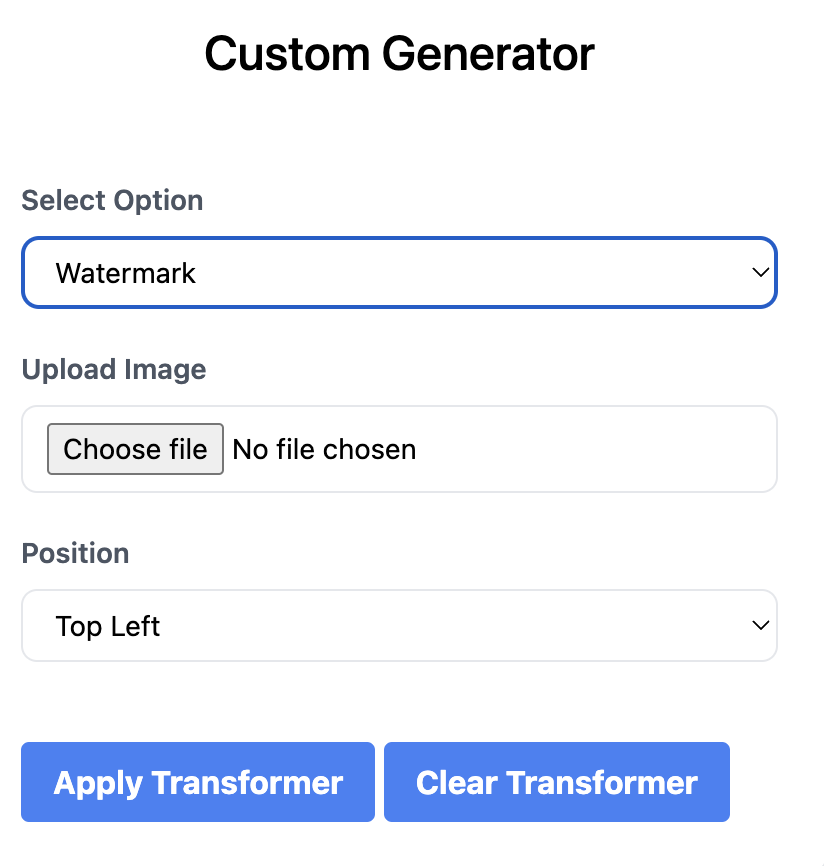 Custom Generator
Select Option
Watermark
Upload Image
Choose file No file chosen
Position
Top Left
Apply Transformer Clear Transformer